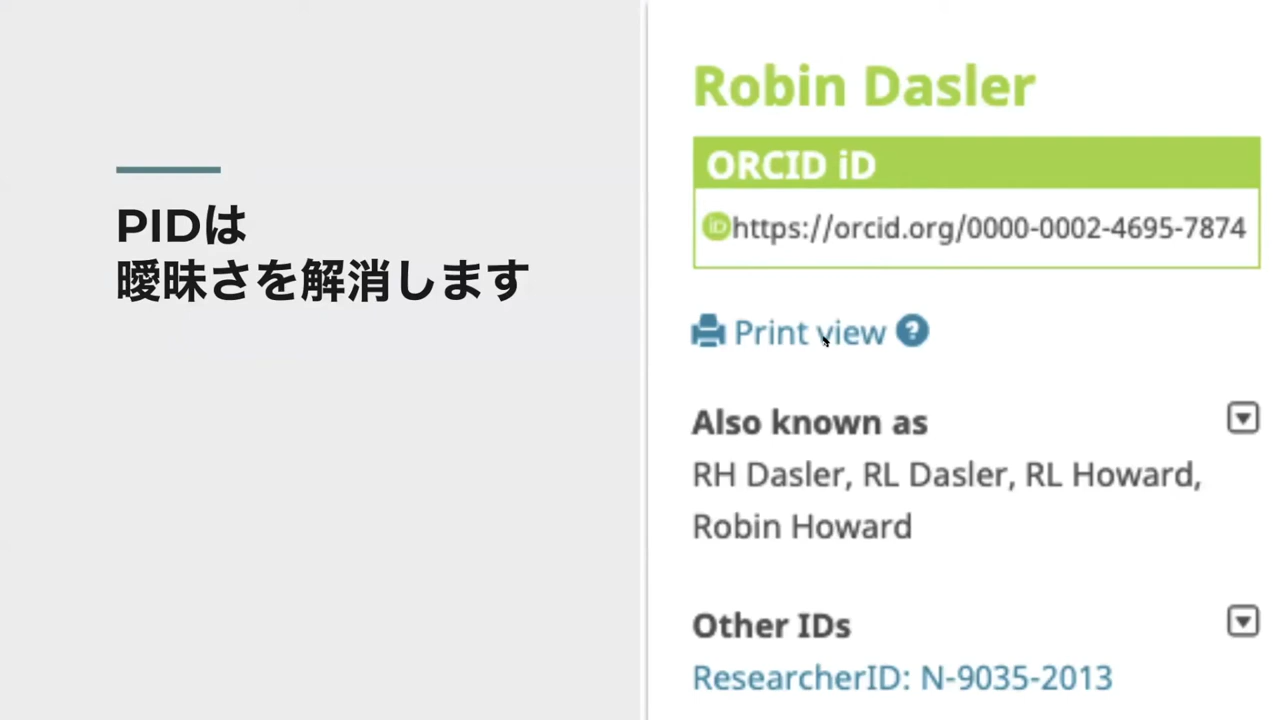 PIDは
曖昧さを解消します
Robin Dasler
ORCID iD
iD https://orcid.org/0000-0002-4695-7874
Print view ?
Also known as
RH Dasler, RL Dasler, RL Howard,
Robin Howard
Other IDs
ResearcherID: N-9035-2013